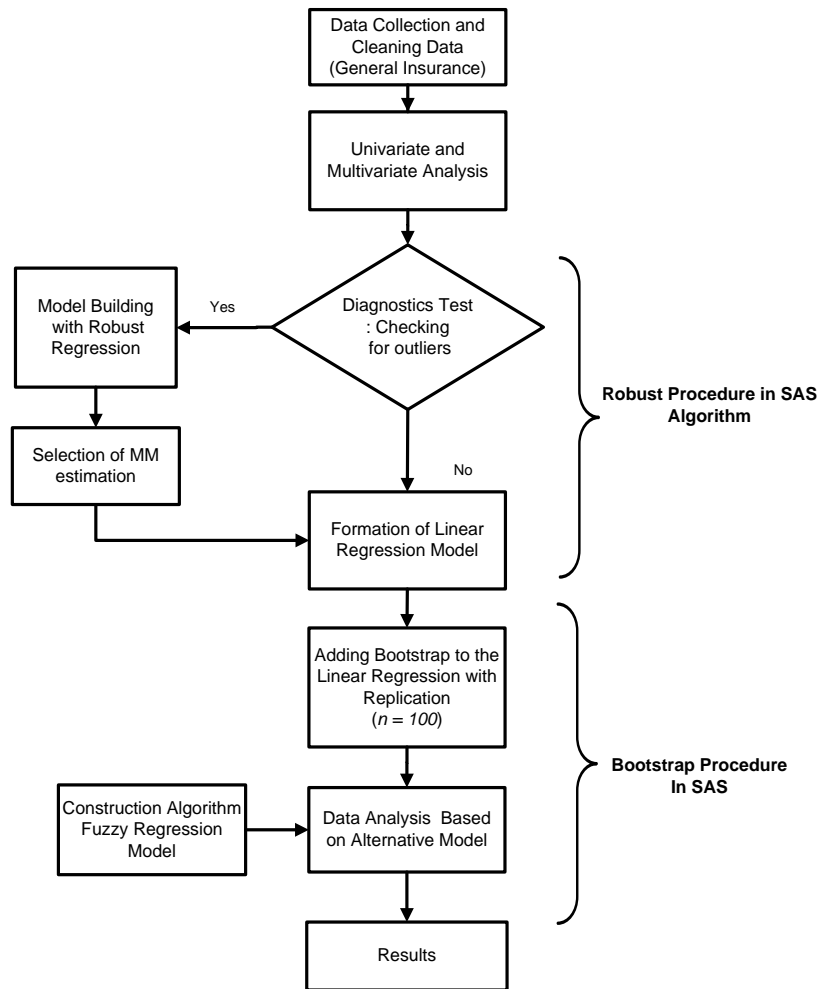 Data Collection and
Cleaning Data
(General Insurance)
Univariate and
Multivariate Analysis
Diagnostics Test
: Checking
for outliers
Yes
Model Building
with Robust
Regression
Selection of MM
estimation
No
Formation of Linear
Regression Model
Robust Procedure in SAS
Algorithm
Adding Bootstrap to the
Linear Regression with
Replication
(n = 100)
Construction Algorithm
Fuzzy Regression
Model
Data Analysis Based
on Alternative Model
Bootstrap Procedure
In SAS
Results